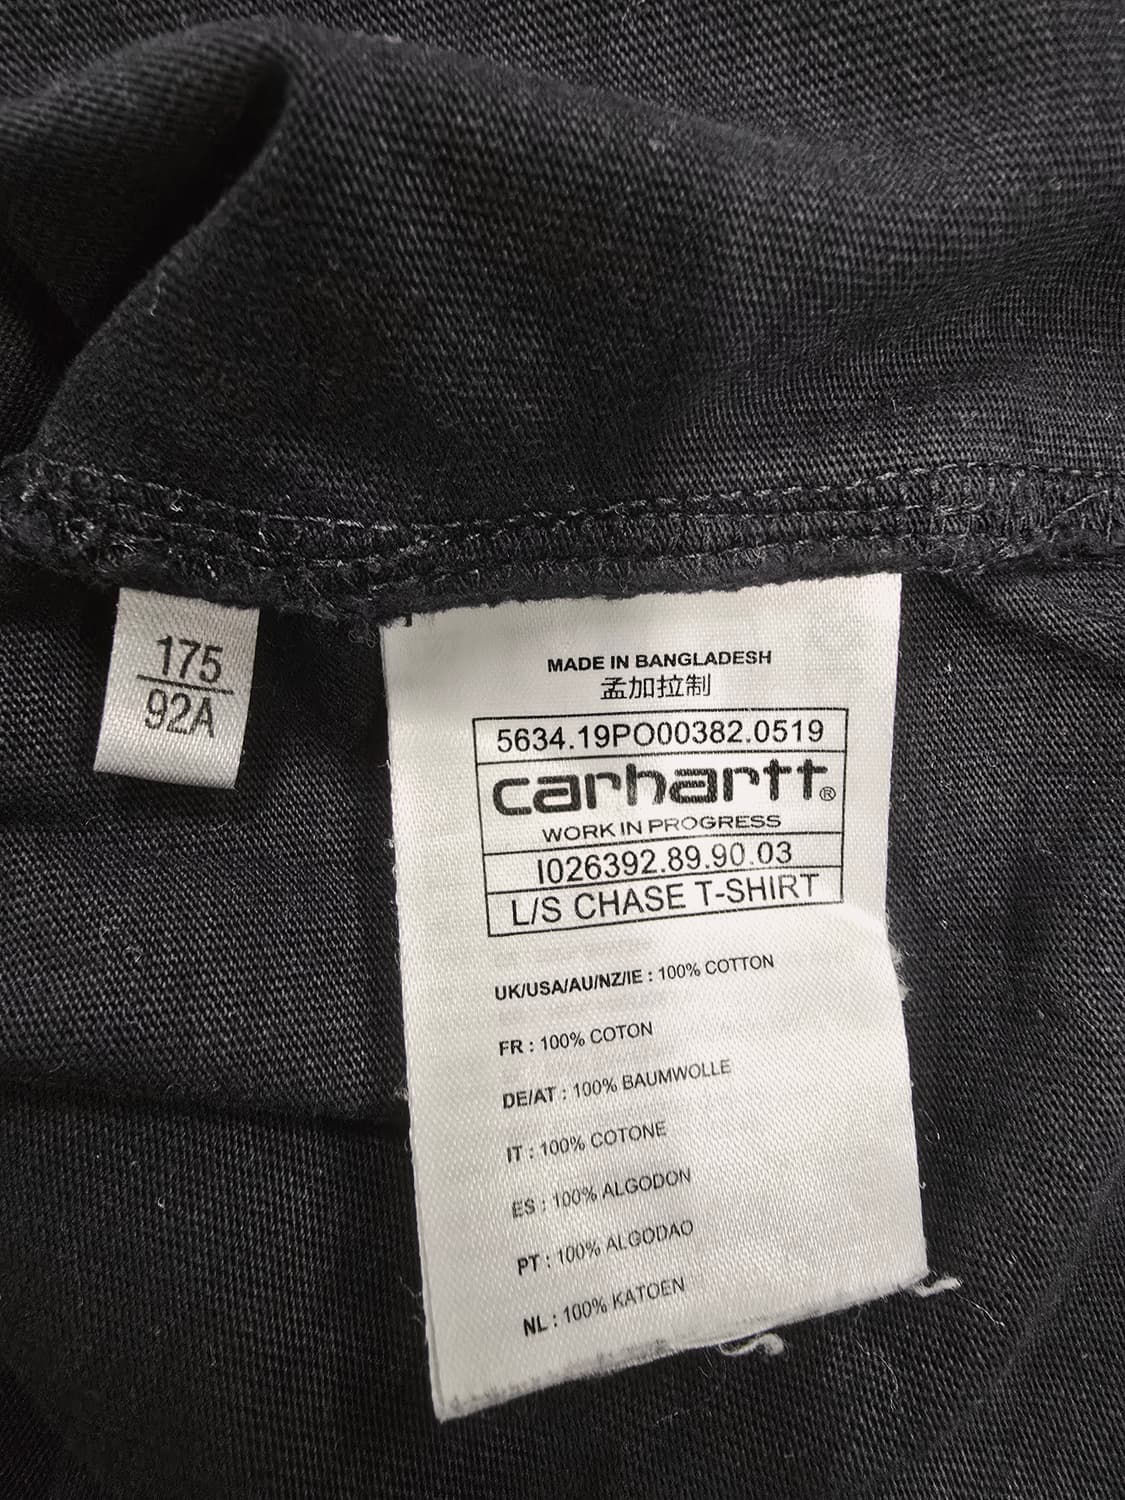 175
92A
MADE IN BANGLADESH
孟加拉制
5634.19PO00382.0519
carhartt®
WORK IN PROGRESS
I026392.89.90.03
L/S CHASE T-SHIRT
UK/USA/AU/NZ/IE : 100% COTTON
FR : 100% COTON
DE/AT : 100% BAUMWOLLE
IT : 100% COTONE
ES : 100% ALGODON
PT : 100% ALGODAO
NL : 100% KATOEN